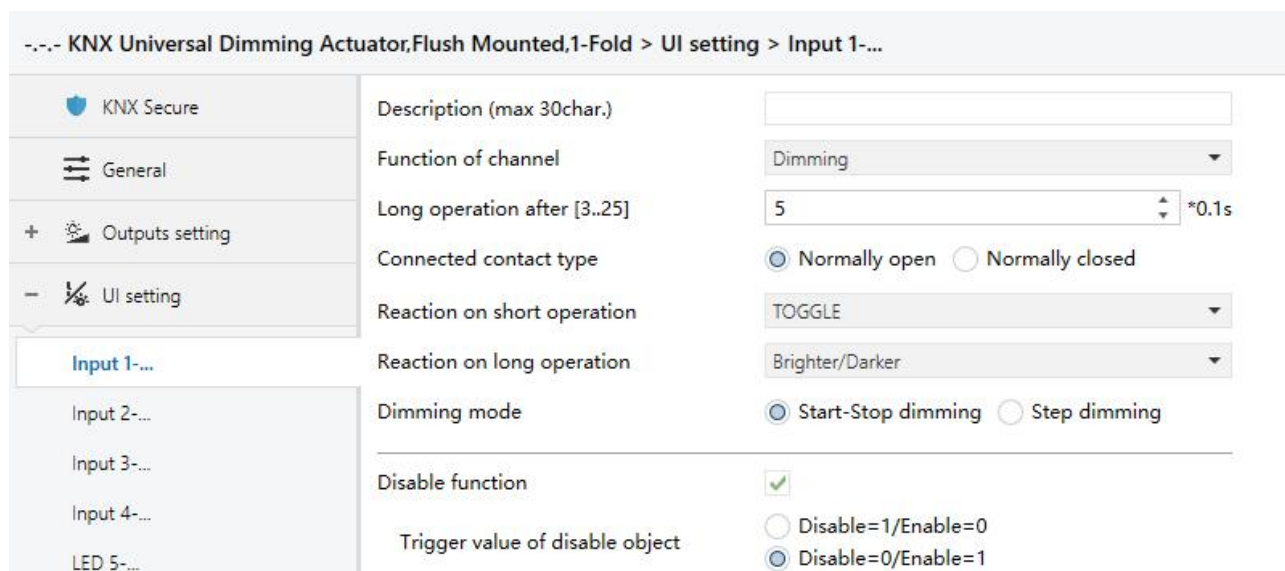 -.-.- KNX Universal Dimming Actuator,Flush Mounted,1-Fold > UI setting > Input 1-...
KNX Secure
General
+ Outputs setting
− UI setting
Input 1-...
Input 2-...
Input 3-...
Input 4-...
LED 5-...
Description (max 30char.)
Function of channel Dimming
Long operation after [3..25] 5 *0.1s
Connected contact type Normally open Normally closed
Reaction on short operation TOGGLE
Reaction on long operation Brighter/Darker
Dimming mode Start-Stop dimming Step dimming
Disable function
Trigger value of disable object Disable=1/Enable=0
Disable=0/Enable=1